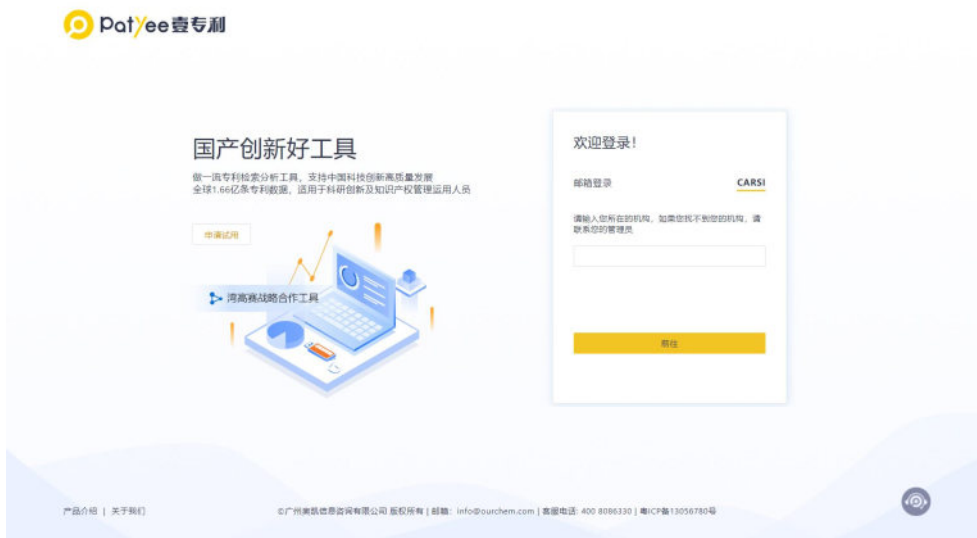 Patyee壹专利
国产创新好工具
做一流专利检索分析工具，支持中国科技创新高质量发展
全球1.66亿条专利数据，适用于科研创新及知识产权管理运用人员
申请试用
湾高赛战略合作工具
欢迎登录！
邮箱登录 CARSI
请输入您所在的机构，如果您找不到您的机构，请
联系您的管理员
前往
产品介绍 | 关于我们
©广州奥凯信息咨询有限公司 版权所有 | 邮箱：info@ourchem.com | 客服电话: 400 8086330 | 粤ICP备13056780号